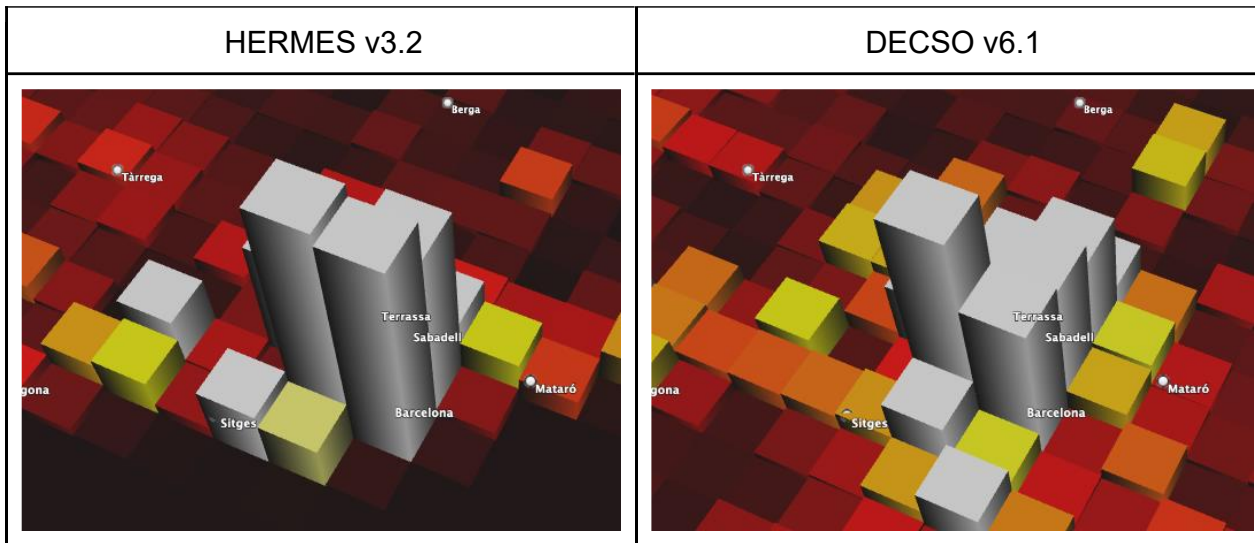 HERMES v3.2
DECSO v6.1
Berga
Tàrrega
Terrassa
Sabadell
Mataró
gona
Barcelona
Sitges
Berga
Tàrrega
Terrassa
Sabadell
Mataró
gona
Barcelona
Sitges